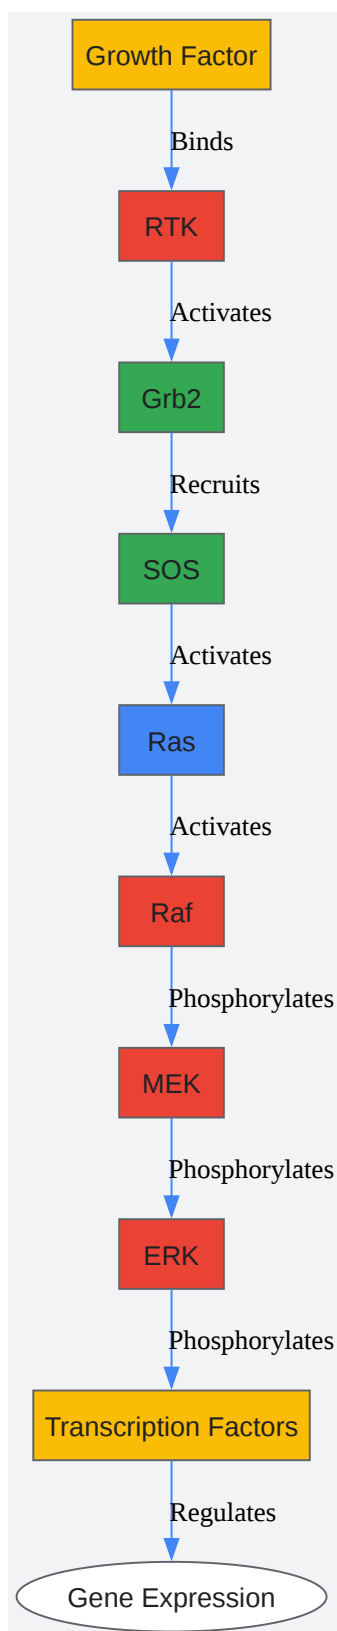 Growth Factor
Binds
RTK
Activates
Grb2
Recruits
SOS
Activates
Ras
Activates
Raf
Phosphorylates
MEK
Phosphorylates
ERK
Phosphorylates
Transcription Factors
Regulates
Gene Expression